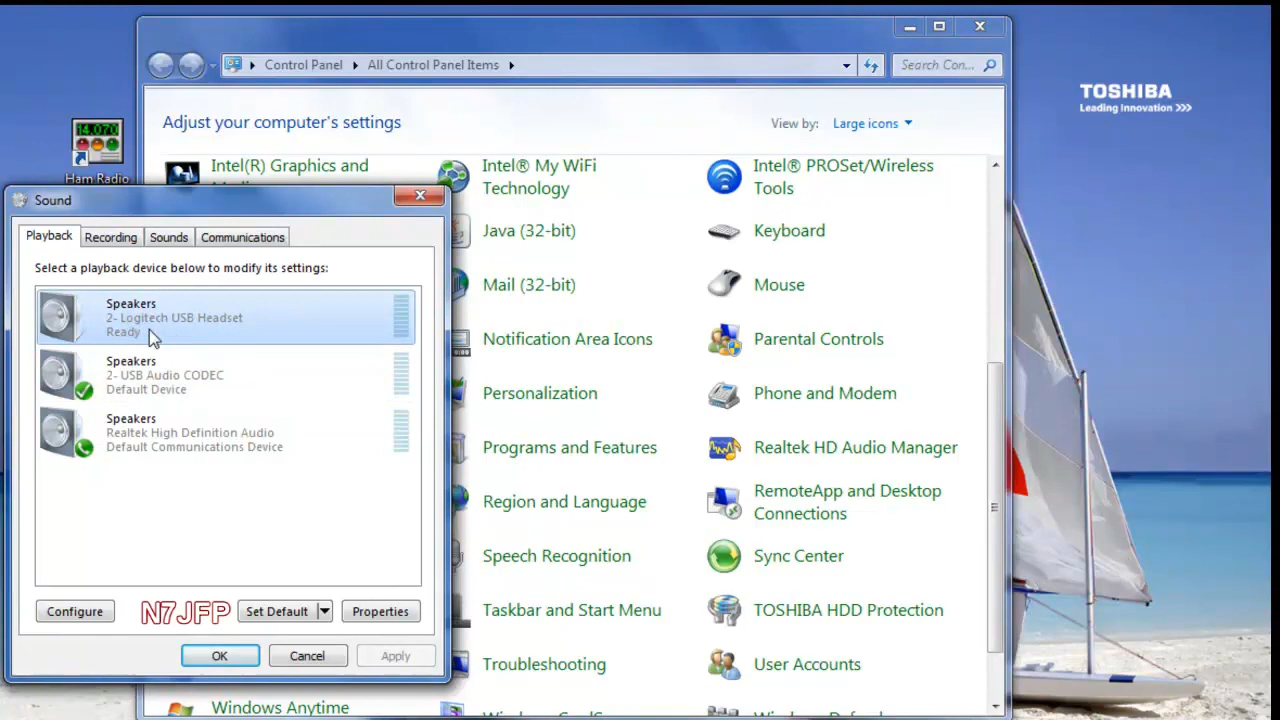 Control Panel
All Control Panel Items
Search Con...
TOSHIBA
Leading Innovation >>>
Adjust your computer's settings
View by:
Large icons
14.070
Ham Radio
Intel(R) Graphics and
Intel® My WiFi
Technology
Intel® PROSet/Wireless
Tools
Java (32-bit)
Keyboard
Mail (32-bit)
Mouse
Notification Area Icons
Parental Controls
Personalization
Phone and Modem
Programs and Features
Realtek HD Audio Manager
Region and Language
RemoteApp and Desktop
Connections
Speech Recognition
Sync Center
Taskbar and Start Menu
TOSHIBA HDD Protection
Troubleshooting
User Accounts
Windows Anytime
Sound
Playback
Recording
Sounds
Communications
Select a playback device below to modify its settings:
Speakers
2- Logitech USB Headset
Ready
Speakers
2- USB Audio CODEC
Default Device
Speakers
Realtek High Definition Audio
Default Communications Device
Configure
N7JFP
Set Default
Properties
OK
Cancel
Apply